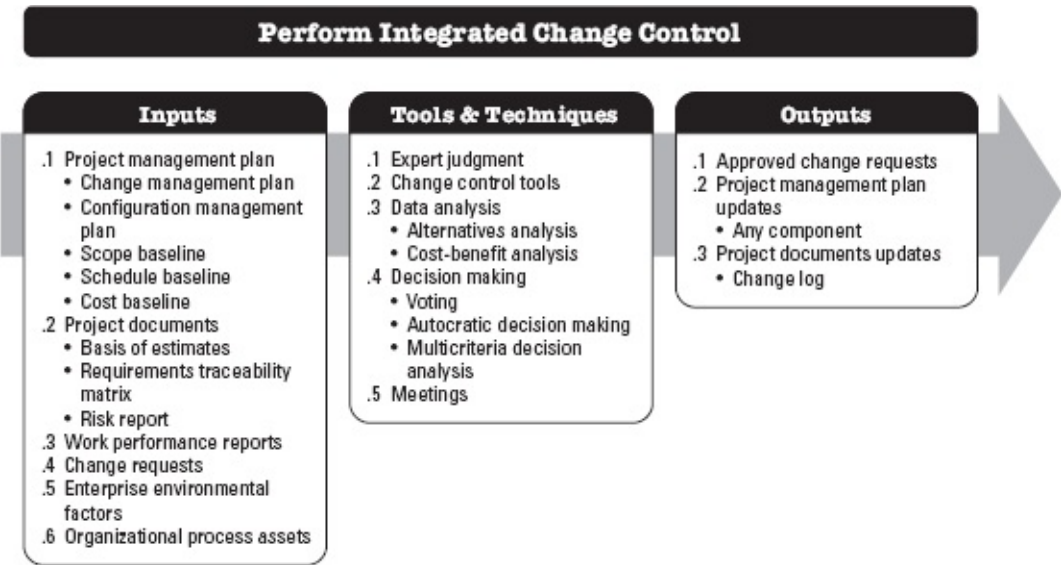 Perform Integrated Change Control
Inputs
.1 Project management plan
• Change management plan
• Configuration management
plan
• Scope baseline
• Schedule baseline
• Cost baseline
.2 Project documents
• Basis of estimates
• Requirements traceability
matrix
• Risk report
.3 Work performance reports
.4 Change requests
.5 Enterprise environmental
factors
.6 Organizational process assets
Tools & Techniques
.1 Expert judgment
.2 Change control tools
.3 Data analysis
• Alternatives analysis
• Cost-benefit analysis
.4 Decision making
• Voting
• Autocratic decision making
• Multicriteria decision
analysis
.5 Meetings
Outputs
.1 Approved change requests
.2 Project management plan
updates
• Any component
.3 Project documents updates
• Change log